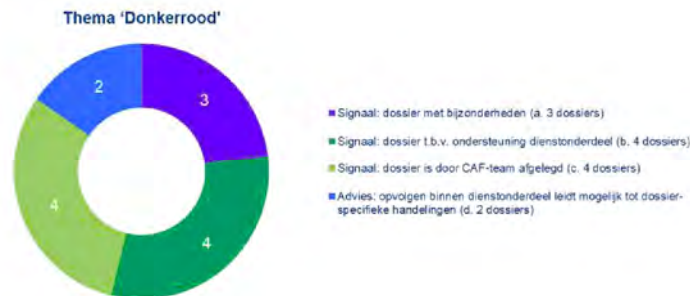 Thema 'Donkerrood'
2
3
4
4
Signaal: dossier met bijzonderheden (a. 3 dossiers)
Signaal: dossier t.b.v. ondersteuning dienstonderdeel (b. 4 dossiers)
Signaal: dossier is door CAF-team afgelegd (c. 4 dossiers)
Advies: opvolgen binnen dienstonderdeel leidt mogelijk tot dossier-
specifieke handelingen (d. 2 dossiers)